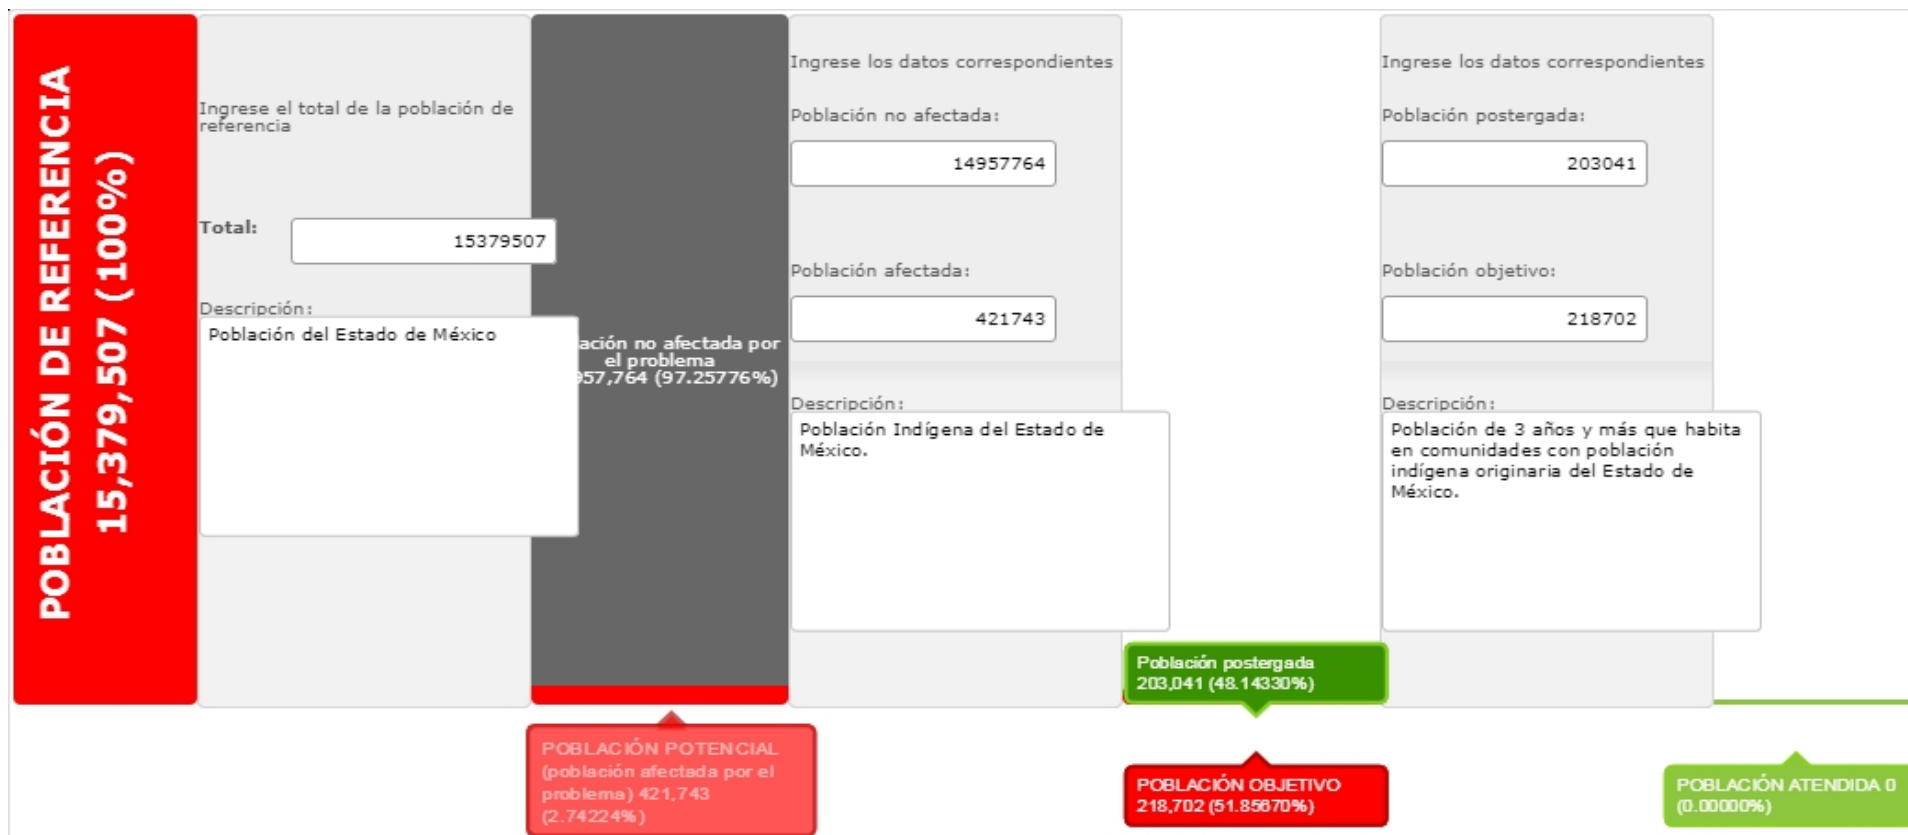 POBLACIÓN DE REFERENCIA
15,379,507 (100%)
Ingrese el total de la población de
referencia
Total:
15379507
Descripción:
Población del Estado de México
ación no afectada por
el problema
957,764 (97.25776%)
Ingrese los datos correspondientes
Población no afectada:
14957764
Población afectada:
421743
Descripción:
Población Indígena del Estado de
México.
Ingrese los datos correspondientes
Población postergada:
203041
Población objetivo:
218702
Descripción:
Población de 3 años y más que habita
en comunidades con población
indígena originaria del Estado de
México.
Población postergada
203,041 (48.14330%)
POBLACIÓN POTENCIAL
(población afectada por el
problema) 421,743
(2.74224%)
POBLACIÓN OBJETIVO
218,702 (51.85670%)
POBLACIÓN ATENDIDA 0
(0.00000%)